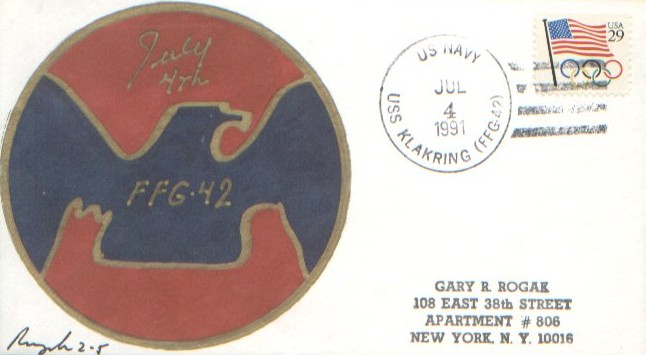 July
4th
FFG-42
US NAVY
JUL
4
1991
USS KLAKRING (FFG-42)
USA
29
GARY R. ROGAK
108 EAST 38th STREET
APARTMENT # 806
NEW YORK, N. Y. 10016
2-5